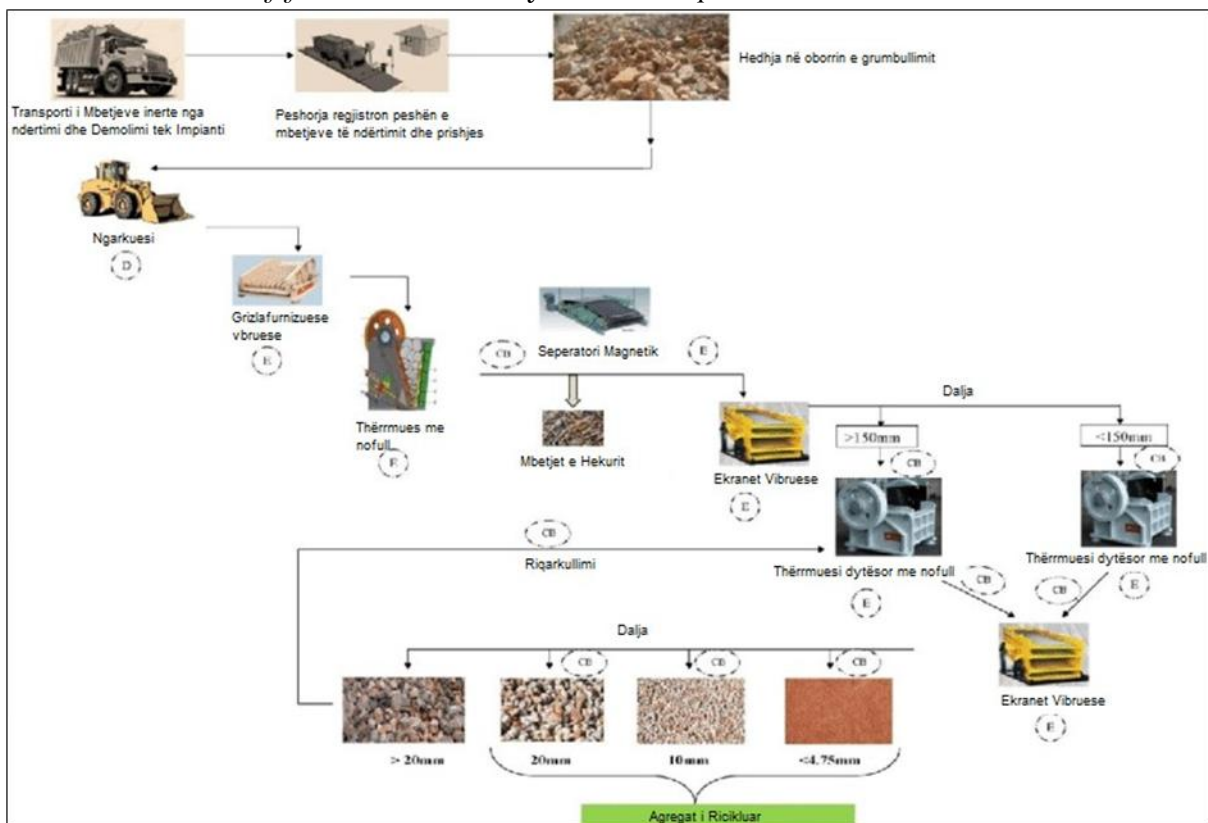 Hedhja në oborrin e grumbullimit
Transporti i Mbetjeve inerte nga
ndertimi dhe Demolimi tek Impianti
Peshorja regjistron peshën e
mbetjeve të ndërtimit dhe prishjes
Ngarkuesi
D
Grizlafurnizuese
vbruese
E
Thërrmues me
nofull
E
CB
Seperatori Magnetik
E
Mbetjet e Hekurit
Dalja
>150mm
<150mm
CB
CB
Ekranet Vibruese
E
CB
Riqarkullimi
Thërrmuesi dytësor me nofull
E
CB
Thërrmuesi dytësor me nofull
E
CB
Ekranet Vibruese
E
Dalja
CB
CB
CB
> 20mm
20mm
10mm
<4.75mm
Agregat i Ricikluar